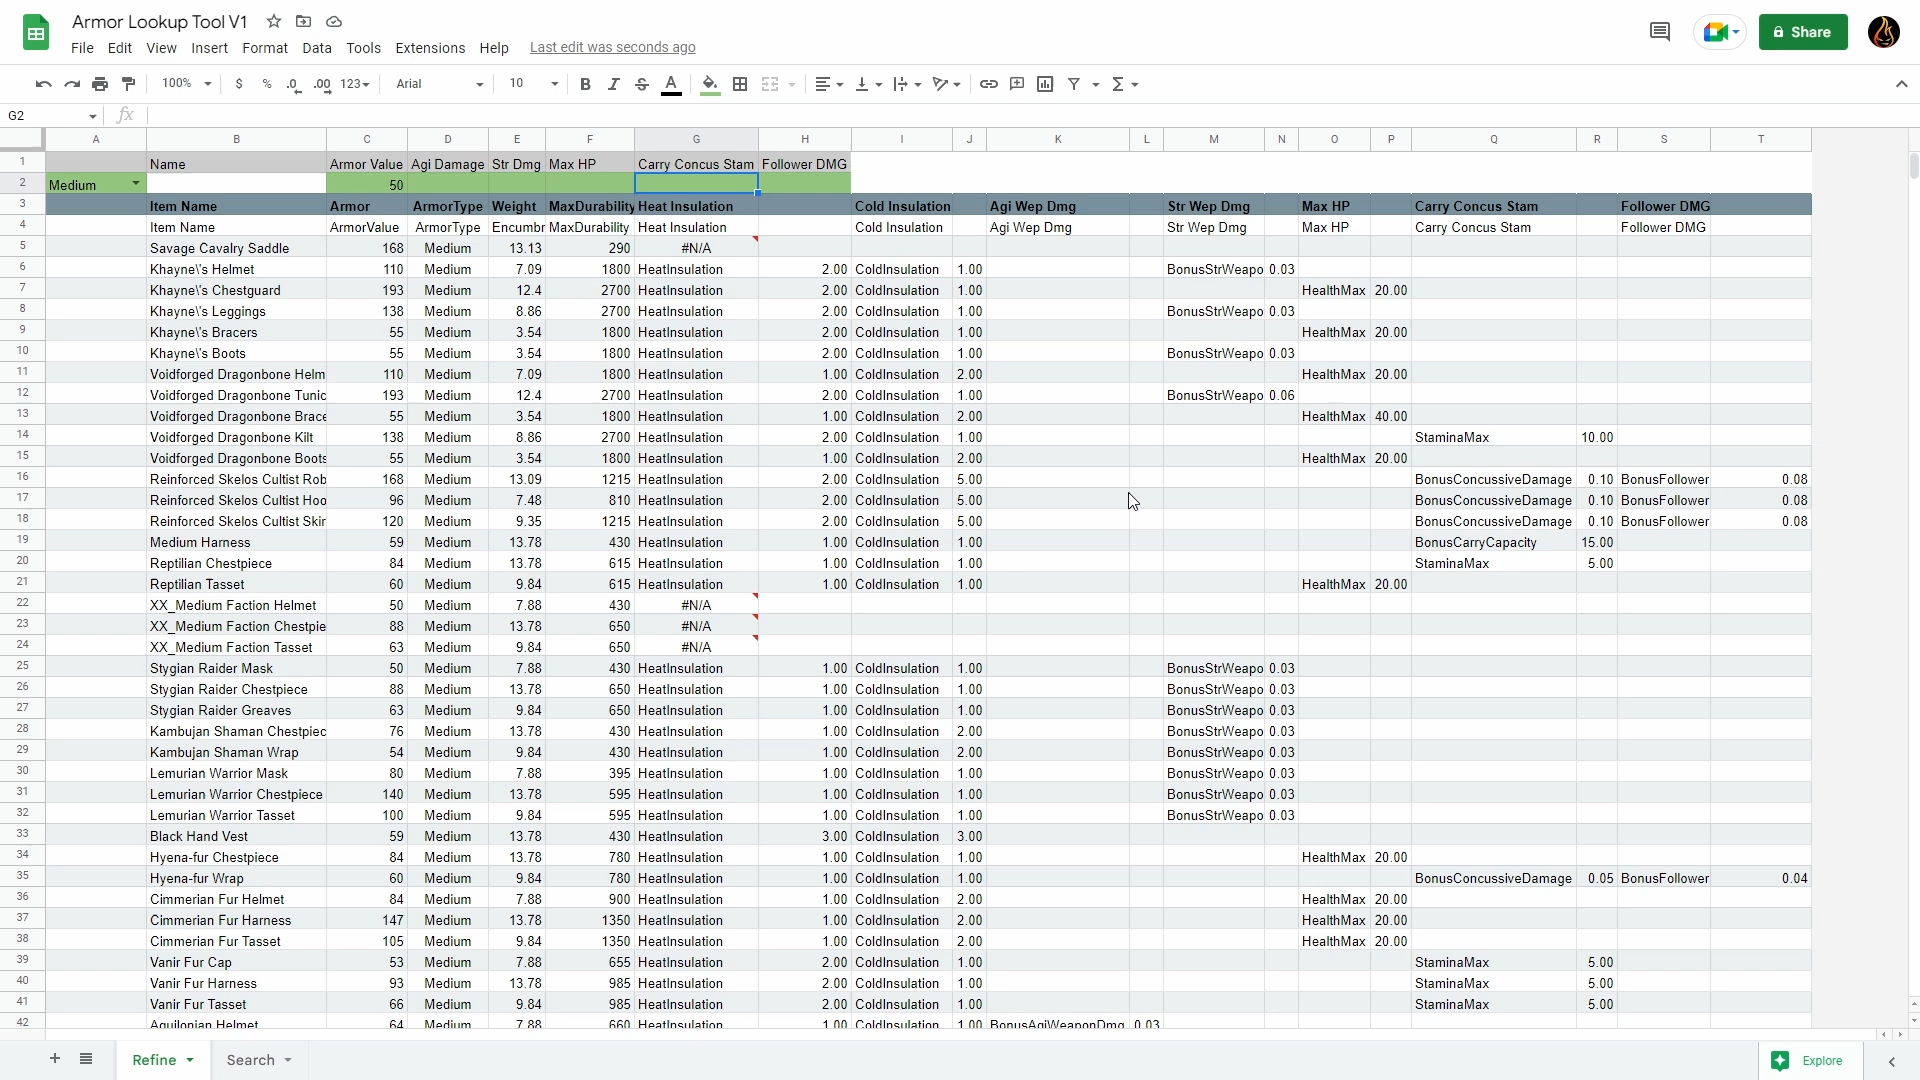 Armor Lookup Tool V1
File Edit View Insert Format Data Tools Extensions Help Last edit was seconds ago
Share
100% $ % .0 .00 123 Arial 10 B I S A
G2 fx
A B C D E F G H I J K L M N O P Q R S T
1 Name Armor Value Agi Damage Str Dmg Max HP Carry Concus Stam Follower DMG
2 Medium 50
3 Item Name Armor ArmorType Weight MaxDurability Heat Insulation Cold Insulation Agi Wep Dmg Str Wep Dmg Max HP Carry Concus Stam Follower DMG
4 Item Name ArmorValue ArmorType Encumbr MaxDurability Heat Insulation Cold Insulation Agi Wep Dmg Str Wep Dmg Max HP Carry Concus Stam Follower DMG
5 Savage Cavalry Saddle 168 Medium 13.13 290 #N/A
6 Khayne\'s Helmet 110 Medium 7.09 1800 HeatInsulation 2.00 ColdInsulation 1.00 BonusStrWeapo 0.03
7 Khayne\'s Chestguard 193 Medium 12.4 2700 HeatInsulation 2.00 ColdInsulation 1.00 HealthMax 20.00
8 Khayne\'s Leggings 138 Medium 8.86 2700 HeatInsulation 2.00 ColdInsulation 1.00 BonusStrWeapo 0.03
9 Khayne\'s Bracers 55 Medium 3.54 1800 HeatInsulation 2.00 ColdInsulation 1.00 HealthMax 20.00
10 Khayne\'s Boots 55 Medium 3.54 1800 HeatInsulation 2.00 ColdInsulation 1.00 BonusStrWeapo 0.03
11 Voidforged Dragonbone Helm 110 Medium 7.09 1800 HeatInsulation 1.00 ColdInsulation 2.00 HealthMax 20.00
12 Voidforged Dragonbone Tunic 193 Medium 12.4 2700 HeatInsulation 2.00 ColdInsulation 1.00 BonusStrWeapo 0.06
13 Voidforged Dragonbone Brace 55 Medium 3.54 1800 HeatInsulation 1.00 ColdInsulation 2.00 HealthMax 40.00
14 Voidforged Dragonbone Kilt 138 Medium 8.86 2700 HeatInsulation 2.00 ColdInsulation 1.00 StaminaMax 10.00
15 Voidforged Dragonbone Boots 55 Medium 3.54 1800 HeatInsulation 1.00 ColdInsulation 2.00 HealthMax 20.00
16 Reinforced Skelos Cultist Rob 168 Medium 13.09 1215 HeatInsulation 2.00 ColdInsulation 5.00 BonusConcussiveDamage 0.10 BonusFollower 0.08
17 Reinforced Skelos Cultist Hoo 96 Medium 7.48 810 HeatInsulation 2.00 ColdInsulation 5.00 BonusConcussiveDamage 0.10 BonusFollower 0.08
18 Reinforced Skelos Cultist Skir 120 Medium 9.35 1215 HeatInsulation 2.00 ColdInsulation 5.00 BonusConcussiveDamage 0.10 BonusFollower 0.08
19 Medium Harness 59 Medium 13.78 430 HeatInsulation 1.00 ColdInsulation 1.00 BonusCarryCapacity 15.00
20 Reptilian Chestpiece 84 Medium 13.78 615 HeatInsulation 1.00 ColdInsulation 1.00 StaminaMax 5.00
21 Reptilian Tasset 60 Medium 9.84 615 HeatInsulation 1.00 ColdInsulation 1.00 HealthMax 20.00
22 XX_Medium Faction Helmet 50 Medium 7.88 430 #N/A
23 XX_Medium Faction Chestpie 88 Medium 13.78 650 #N/A
24 XX_Medium Faction Tasset 63 Medium 9.84 650 #N/A
25 Stygian Raider Mask 50 Medium 7.88 430 HeatInsulation 1.00 ColdInsulation 1.00 BonusStrWeapo 0.03
26 Stygian Raider Chestpiece 88 Medium 13.78 650 HeatInsulation 1.00 ColdInsulation 1.00 BonusStrWeapo 0.03
27 Stygian Raider Greaves 63 Medium 9.84 650 HeatInsulation 1.00 ColdInsulation 1.00 BonusStrWeapo 0.03
28 Kambujan Shaman Chestpiec 76 Medium 13.78 430 HeatInsulation 1.00 ColdInsulation 2.00 BonusStrWeapo 0.03
29 Kambujan Shaman Wrap 54 Medium 9.84 430 HeatInsulation 1.00 ColdInsulation 2.00 BonusStrWeapo 0.03
30 Lemurian Warrior Mask 80 Medium 7.88 395 HeatInsulation 1.00 ColdInsulation 1.00 BonusStrWeapo 0.03
31 Lemurian Warrior Chestpiece 140 Medium 13.78 595 HeatInsulation 1.00 ColdInsulation 1.00 BonusStrWeapo 0.03
32 Lemurian Warrior Tasset 100 Medium 9.84 595 HeatInsulation 1.00 ColdInsulation 1.00 BonusStrWeapo 0.03
33 Black Hand Vest 59 Medium 13.78 430 HeatInsulation 3.00 ColdInsulation 3.00
34 Hyena-fur Chestpiece 84 Medium 13.78 780 HeatInsulation 1.00 ColdInsulation 1.00 HealthMax 20.00
35 Hyena-fur Wrap 60 Medium 9.84 780 HeatInsulation 1.00 ColdInsulation 1.00 BonusConcussiveDamage 0.05 BonusFollower 0.04
36 Cimmerian Fur Helmet 84 Medium 7.88 900 HeatInsulation 1.00 ColdInsulation 2.00 HealthMax 20.00
37 Cimmerian Fur Harness 147 Medium 13.78 1350 HeatInsulation 1.00 ColdInsulation 2.00 HealthMax 20.00
38 Cimmerian Fur Tasset 105 Medium 9.84 1350 HeatInsulation 1.00 ColdInsulation 2.00 HealthMax 20.00
39 Vanir Fur Cap 53 Medium 7.88 655 HeatInsulation 2.00 ColdInsulation 1.00 StaminaMax 5.00
40 Vanir Fur Harness 93 Medium 13.78 985 HeatInsulation 2.00 ColdInsulation 1.00 StaminaMax 5.00
41 Vanir Fur Tasset 66 Medium 9.84 985 HeatInsulation 2.00 ColdInsulation 1.00 StaminaMax 5.00
42 Aquilonian Helmet 64 Medium 7.88 660 HeatInsulation 1.00 ColdInsulation 1.00 BonusAgiWeaponDmg 0.03
Refine Search Explore